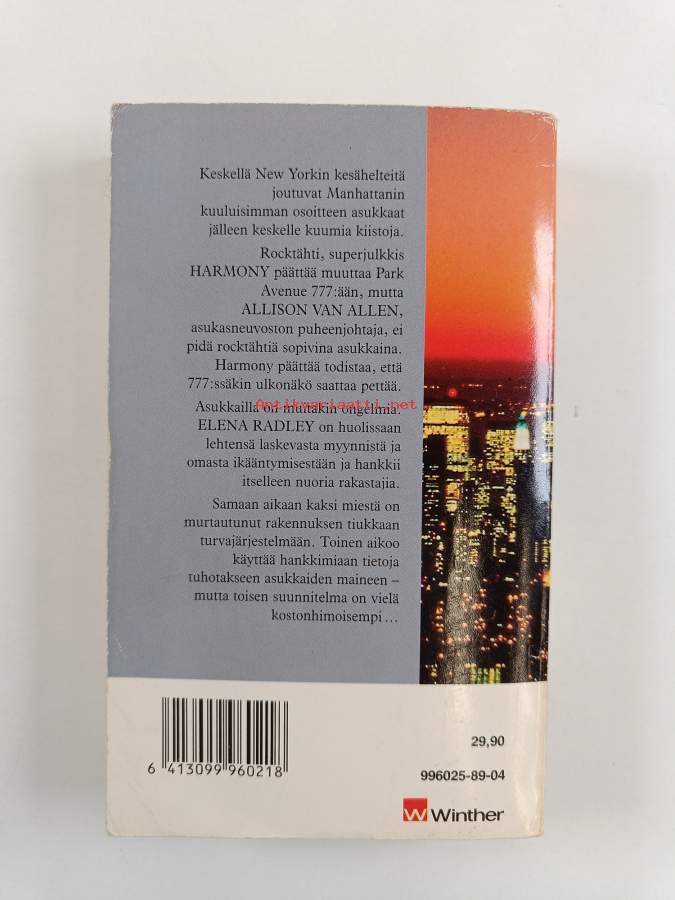 Keskellä New Yorkin kesähelteitä
joutuvat Manhattanin
kuuluisimman osoitteen asukkaat
jälleen keskelle kuumia kiistoja.
Rocktähti, superjulkkis
HARMONY päättää muuttaa Park
Avenue 777:ään, mutta
ALLISON VAN ALLEN,
asukasneuvoston puheenjohtaja, ei
pidä rocktähtiä sopivina asukkaina.
Harmony päättää todistaa, että
777:ssäkin ulkonäkö saattaa pettää.
Antikvariaatti.net
Asukkailla on muitakin ongelmia.
ELENA RADLEY on huolissaan
lehtensä laskevasta myynnistä ja
omasta ikääntymisestään ja hankkii
itselleen nuoria rakastajia.
Samaan aikaan kaksi miestä on
murtautunut rakennuksen tiukkaan
turvajärjestelmään. Toinen aikoo
käyttää hankkimiaan tietoja
tuhotakseen asukkaiden maineen –
mutta toisen suunnitelma on vielä
kostonhimoisempi ...
29,90
6 413099 960218
996025-89-04
W Winther